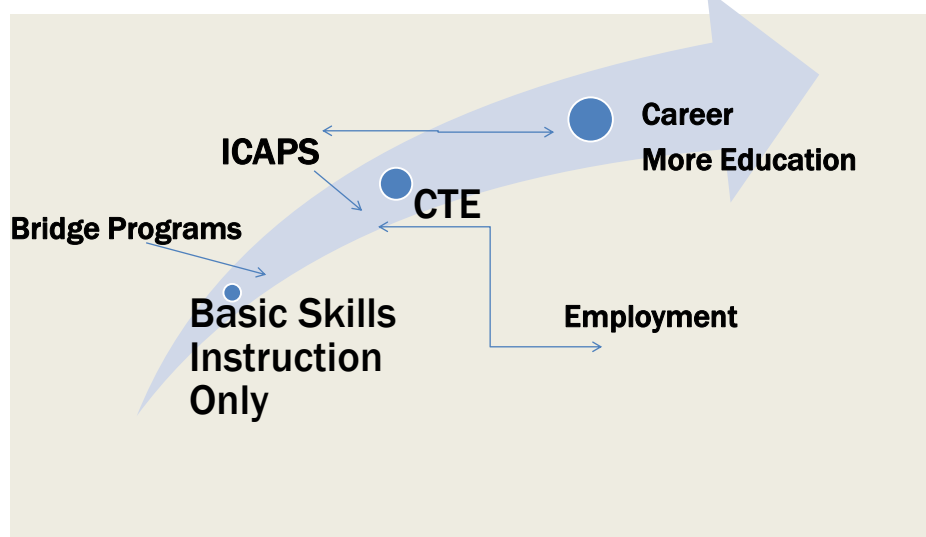 Career
More Education
ICAPS
CTE
Bridge Programs
Basic Skills
Instruction
Only
Employment